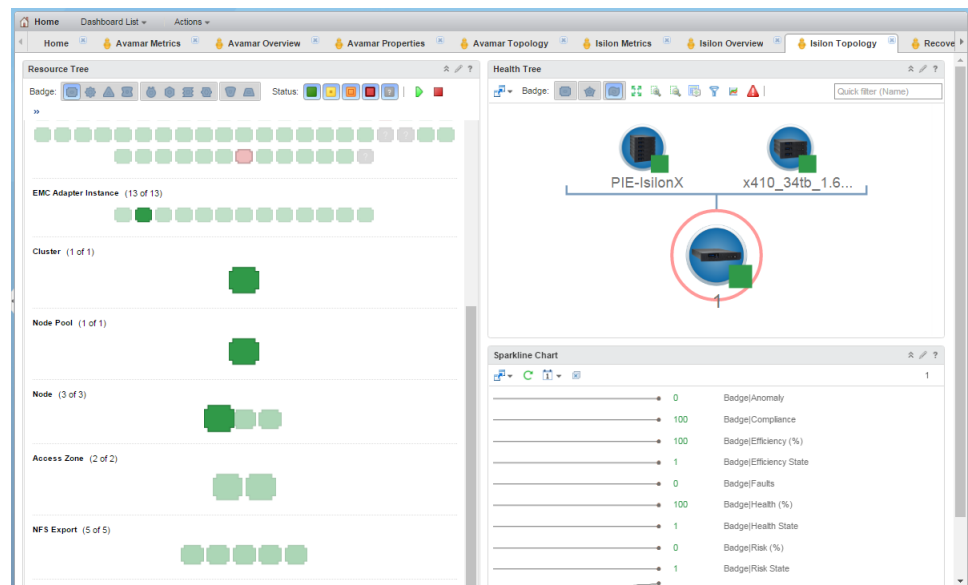 Home Dashboard List Actions
Home Avamar Metrics Avamar Overview Avamar Properties Avamar Topology Isilon Metrics Isilon Overview Isilon Topology Recove
Resource Tree
Badge: Status:
»
EMC Adapter Instance (13 of 13)
Cluster (1 of 1)
Node Pool (1 of 1)
Node (3 of 3)
Access Zone (2 of 2)
NFS Export (5 of 5)
Health Tree ?
Badge: Quick filter (Name)
PIE-IsilonX x410_34tb_1.6...
1
Sparkline Chart ?
1
0 Badge|Anomaly
100 Badge|Compliance
100 Badge|Efficiency (%)
1 Badge|Efficiency State
0 Badge|Faults
100 Badge|Health (%)
1 Badge|Health State
0 Badge|Risk (%)
1 Badge|Risk State